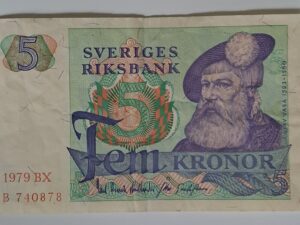 5
SVERIGES
RIKSBANK
5
Fem KRONOR
1979 BX
B 740878
5